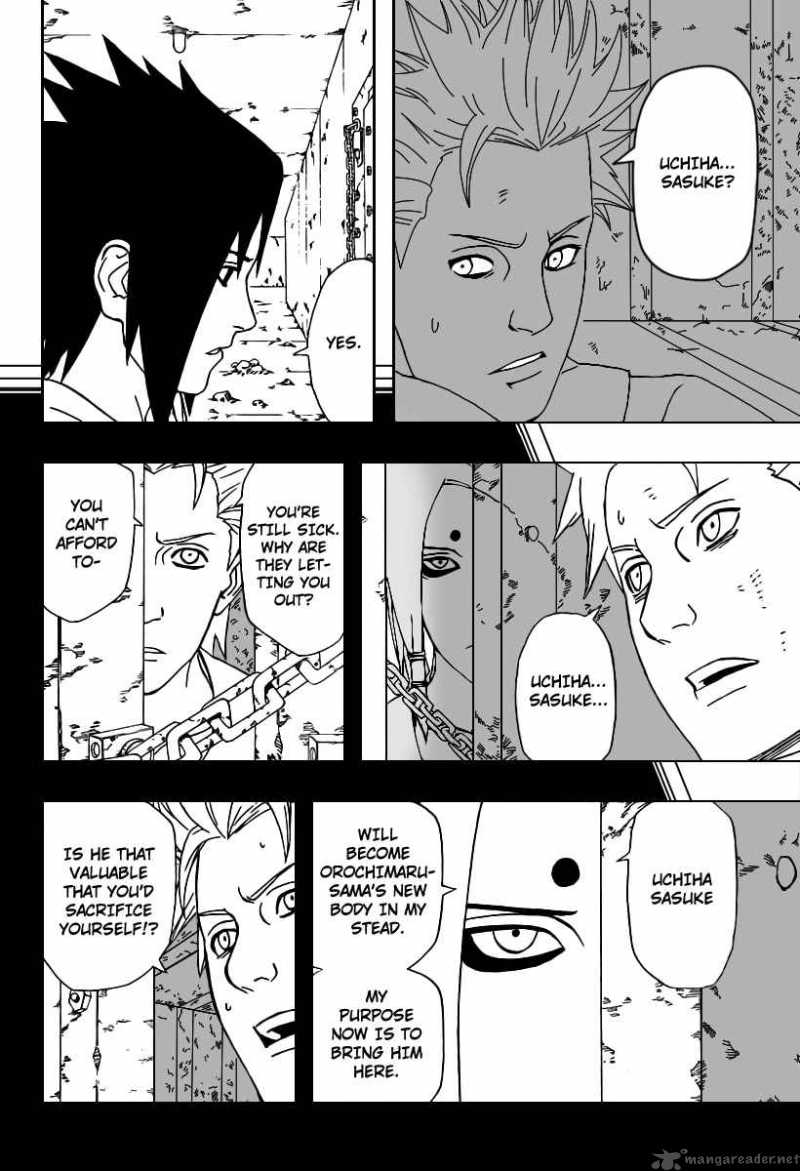 UCHIHA...
SASUKE?
YES.
UCHIHA...
SASUKE...
YOU'RE
STILL SICK.
WHY ARE
THEY LET-
TING YOU
OUT?
YOU
CAN'T
AFFORD
TO-
UCHIHA
SASUKE
WILL
BECOME
OROCHIMARU-
SAMA'S NEW
BODY IN MY
STEAD.
MY
PURPOSE
NOW IS TO
BRING HIM
HERE.
IS HE THAT
VALUABLE
THAT YOU'D
SACRIFICE
YOURSELF!?
mangareader.net